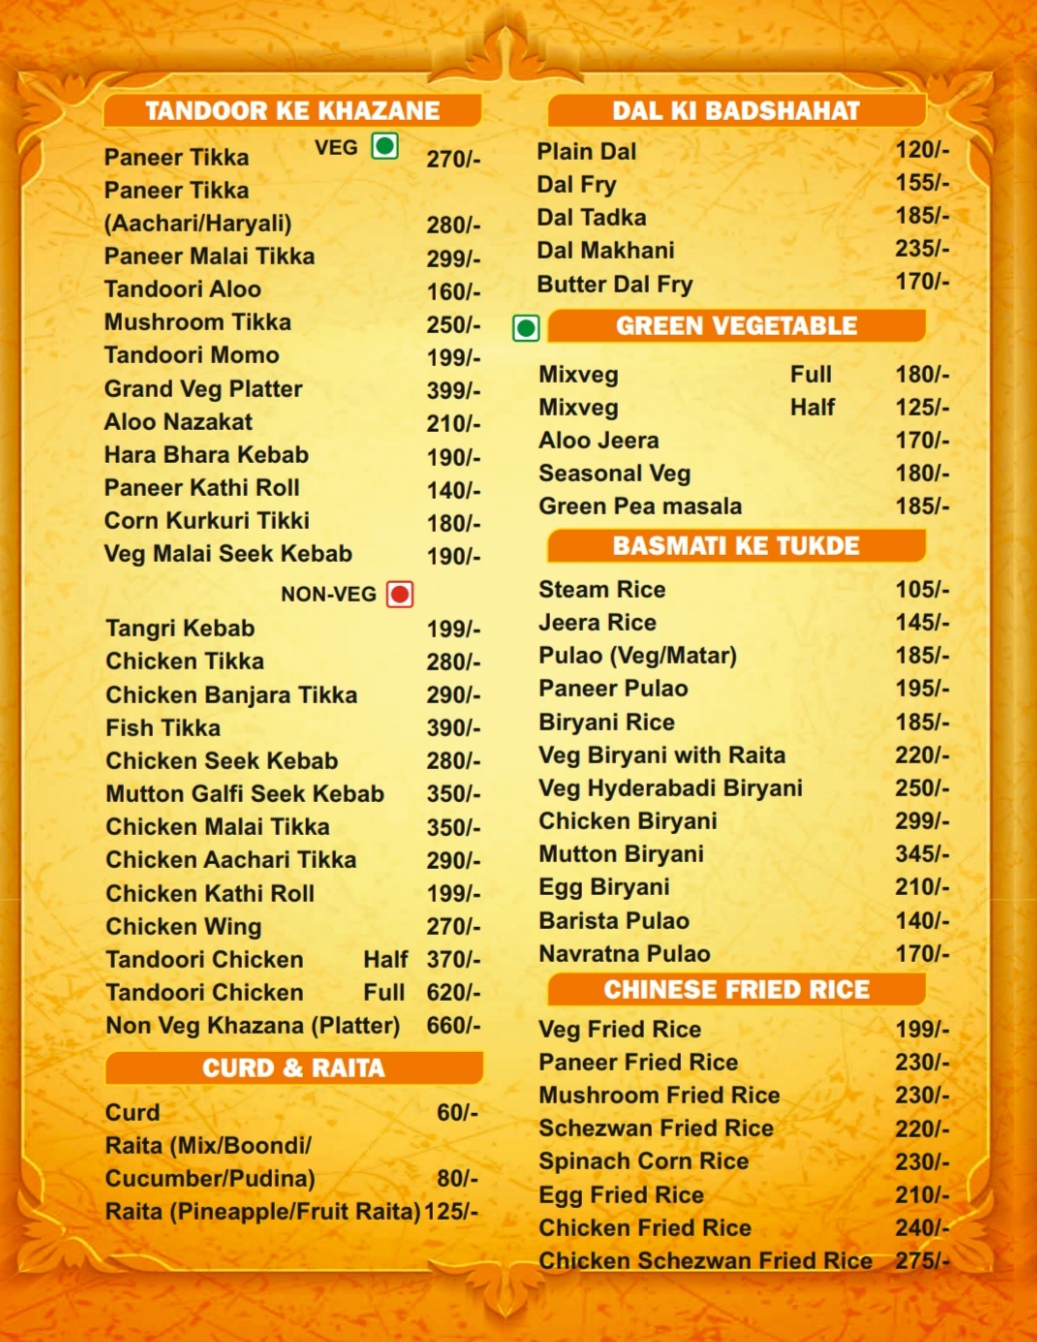 TANDOOR KE KHAZANE
VEG
Paneer Tikka 270/-
Paneer Tikka
(Aachari/Haryali) 280/-
Paneer Malai Tikka 299/-
Tandoori Aloo 160/-
Mushroom Tikka 250/-
Tandoori Momo 199/-
Grand Veg Platter 399/-
Aloo Nazakat 210/-
Hara Bhara Kebab 190/-
Paneer Kathi Roll 140/-
Corn Kurkuri Tikki 180/-
Veg Malai Seek Kebab 190/-
NON-VEG
Tangri Kebab 199/-
Chicken Tikka 280/-
Chicken Banjara Tikka 290/-
Fish Tikka 390/-
Chicken Seek Kebab 280/-
Mutton Galfi Seek Kebab 350/-
Chicken Malai Tikka 350/-
Chicken Aachari Tikka 290/-
Chicken Kathi Roll 199/-
Chicken Wing 270/-
Tandoori Chicken Half 370/-
Tandoori Chicken Full 620/-
Non Veg Khazana (Platter) 660/-
CURD & RAITA
Curd 60/-
Raita (Mix/Boondi/
Cucumber/Pudina) 80/-
Raita (Pineapple/Fruit Raita) 125/-
DAL KI BADSHAHAT
Plain Dal 120/-
Dal Fry 155/-
Dal Tadka 185/-
Dal Makhani 235/-
Butter Dal Fry 170/-
GREEN VEGETABLE
Mixveg Full 180/-
Mixveg Half 125/-
Aloo Jeera 170/-
Seasonal Veg 180/-
Green Pea masala 185/-
BASMATI KE TUKDE
Steam Rice 105/-
Jeera Rice 145/-
Pulao (Veg/Matar) 185/-
Paneer Pulao 195/-
Biryani Rice 185/-
Veg Biryani with Raita 220/-
Veg Hyderabadi Biryani 250/-
Chicken Biryani 299/-
Mutton Biryani 345/-
Egg Biryani 210/-
Barista Pulao 140/-
Navratna Pulao 170/-
CHINESE FRIED RICE
Veg Fried Rice 199/-
Paneer Fried Rice 230/-
Mushroom Fried Rice 230/-
Schezwan Fried Rice 220/-
Spinach Corn Rice 230/-
Egg Fried Rice 210/-
Chicken Fried Rice 240/-
Chicken Schezwan Fried Rice 275/-